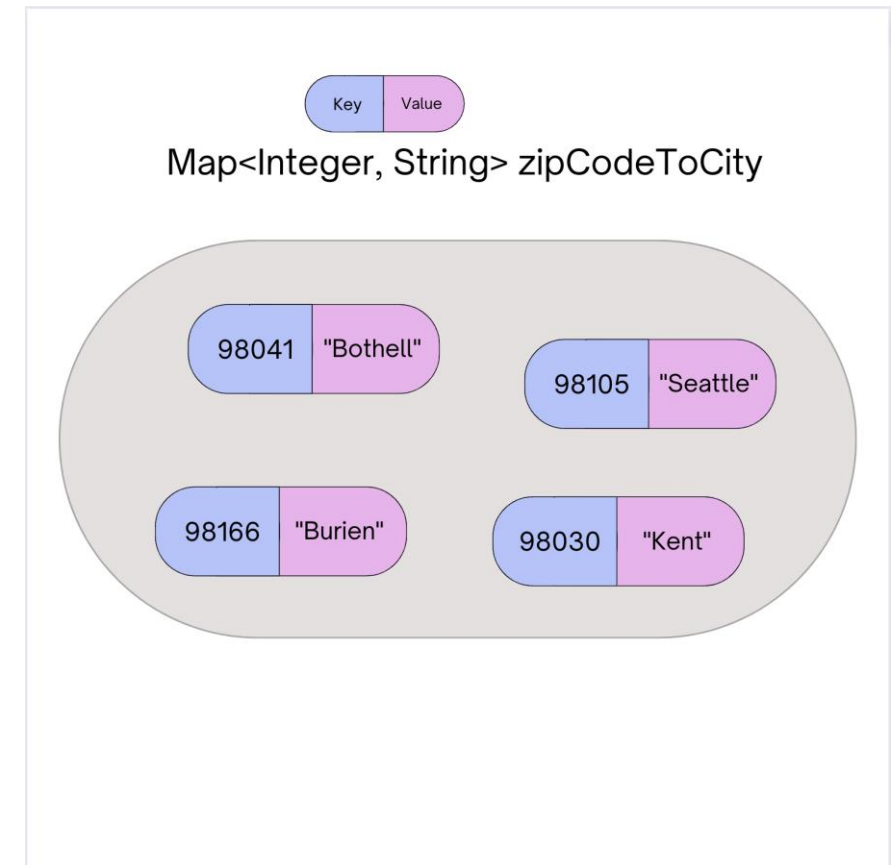 Key Value
Map<Integer, String> zipCodeToCity
98041 "Bothell"
98105 "Seattle"
98166 "Burien"
98030 "Kent"